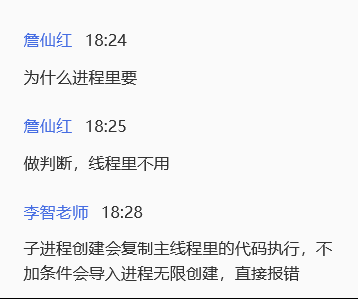 詹仙红 18:24
为什么进程里要
詹仙红 18:25
做判断，线程里不用
李智老师 18:28
子进程创建会复制主线程里的代码执行，不
加条件会导入进程无限创建，直接报错